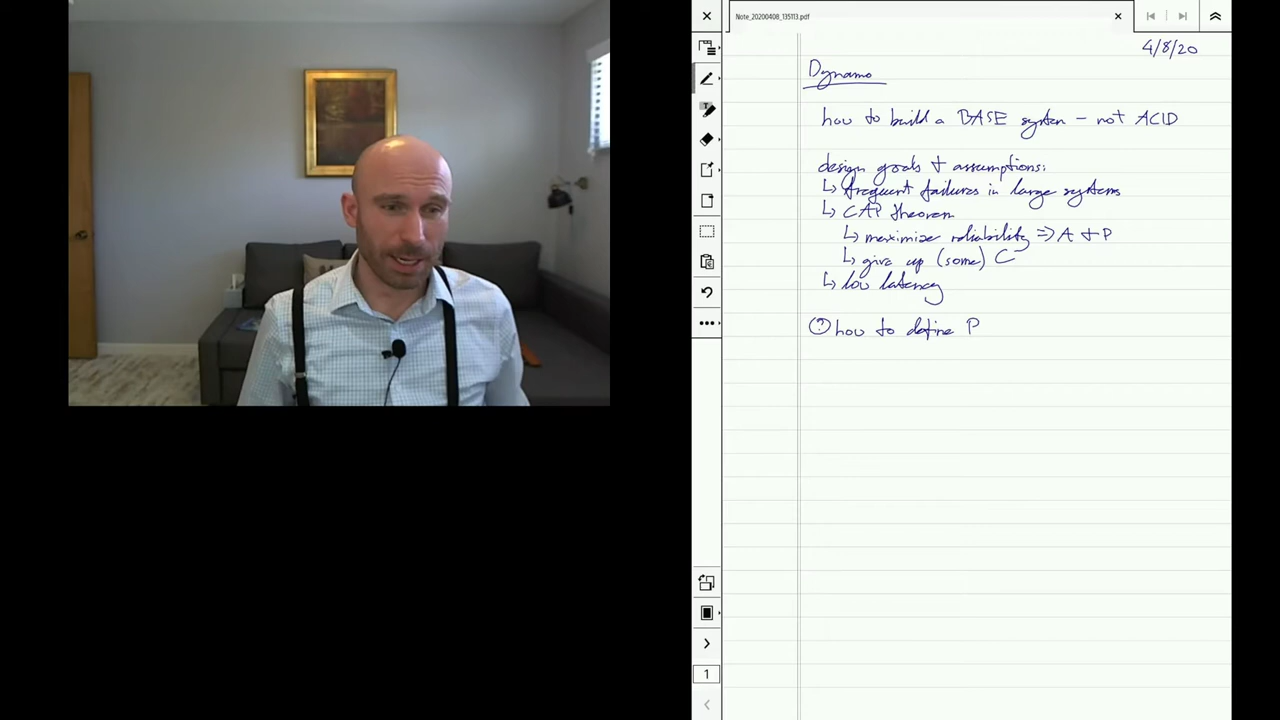 Note_20200408_135113.pdf
4/8/20
Dynamo
how to build a BASE system - not ACID
design goals + assumptions:
↳ frequent failures in large systems
↳ CAP theorem
↳ maximize reliability => A + P
↳ give up (some) C
↳ low latency
? how to define P
1